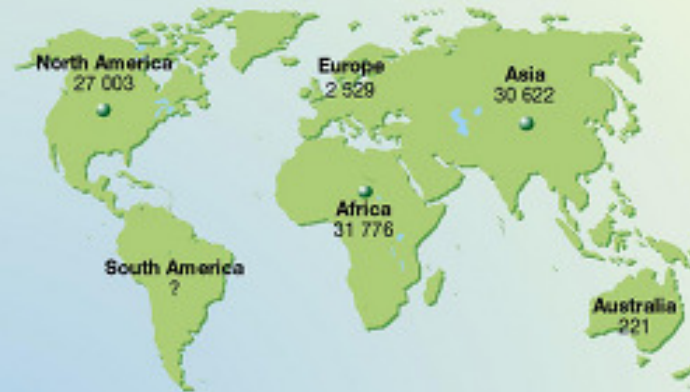 North America
27 003
Europe
2 529
Asia
30 622
Africa
31 776
South America
?
Australia
221